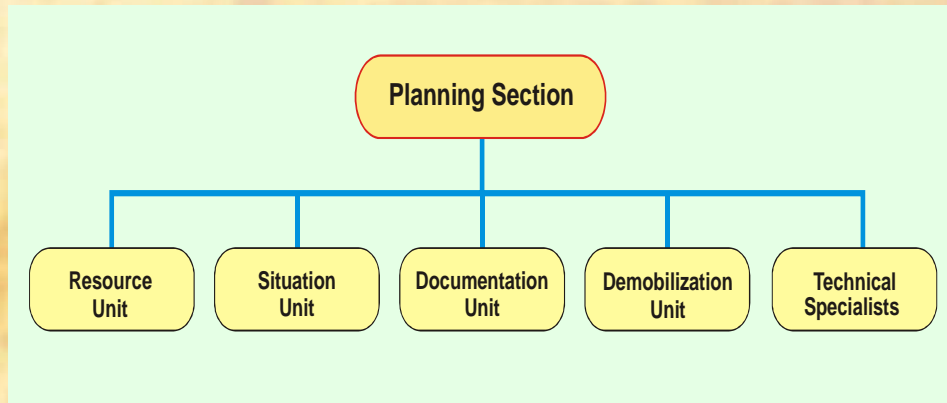 Planning Section
Resource
Unit
Situation
Unit
Documentation
Unit
Demobilization
Unit
Technical
Specialists